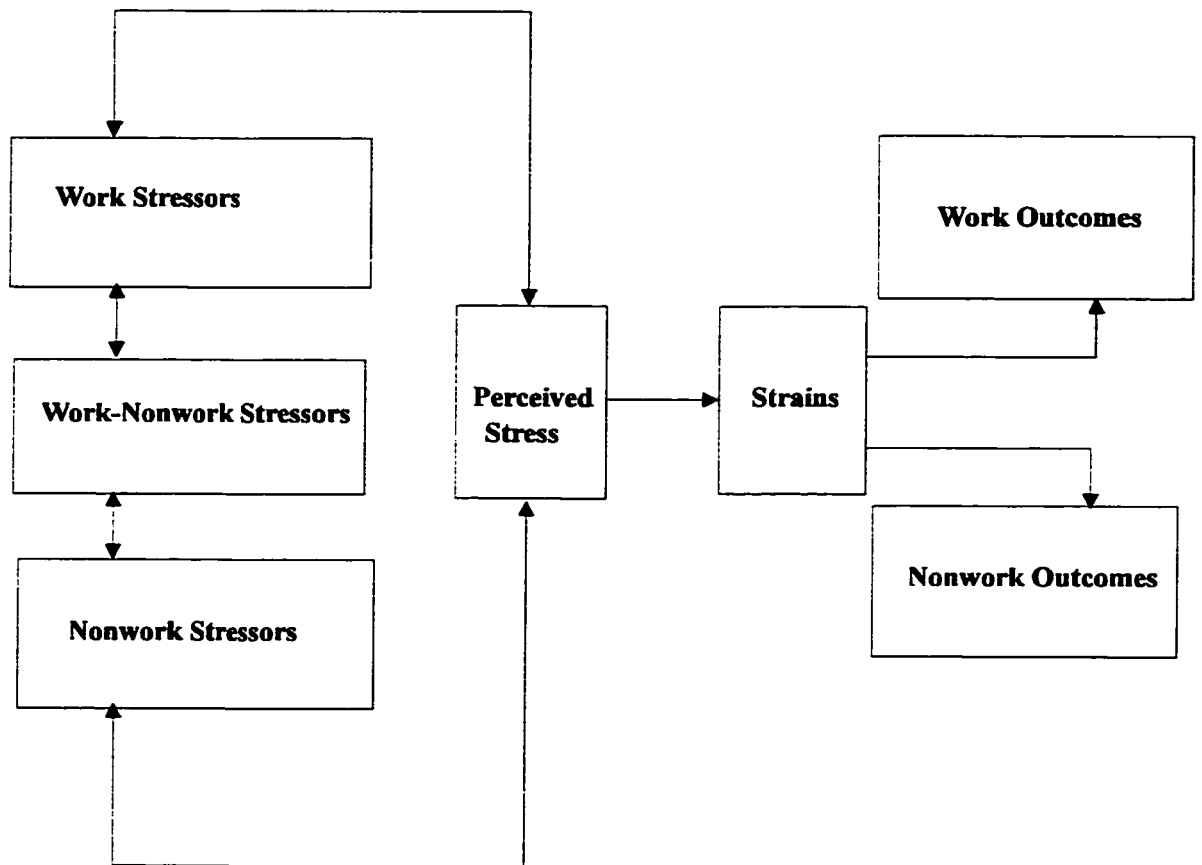 Work Stressors
Work Outcomes
Work-Nonwork Stressors
Perceived
Stress
Strains
Nonwork Outcomes
Nonwork Stressors